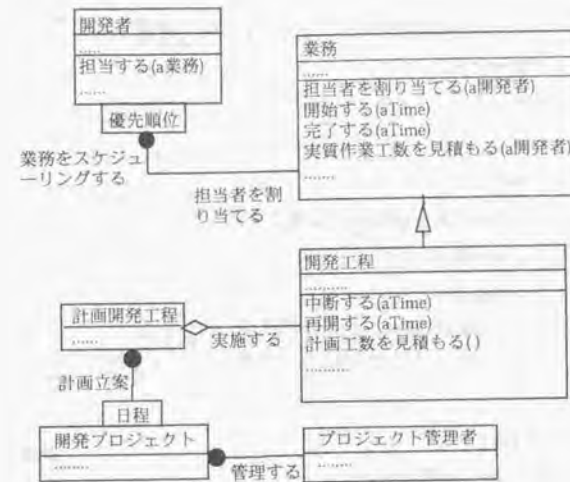 開発者
.....
担当する(a業務)
......
優先順位
業務をスケジュ
ーリングする
業務
......
担当者を割り当てる(a開発者)
開始する(aTime)
完了する(aTime)
実質作業工数を見積もる(a開発者)
........
担当者を割
り当てる
開発工程
..........
中断する(aTime)
再開する(aTime)
計画工数を見積もる()
..........
計画開発工程
......
実施する
計画立案
日程
開発プロジェクト
........
管理する
プロジェクト管理者
........